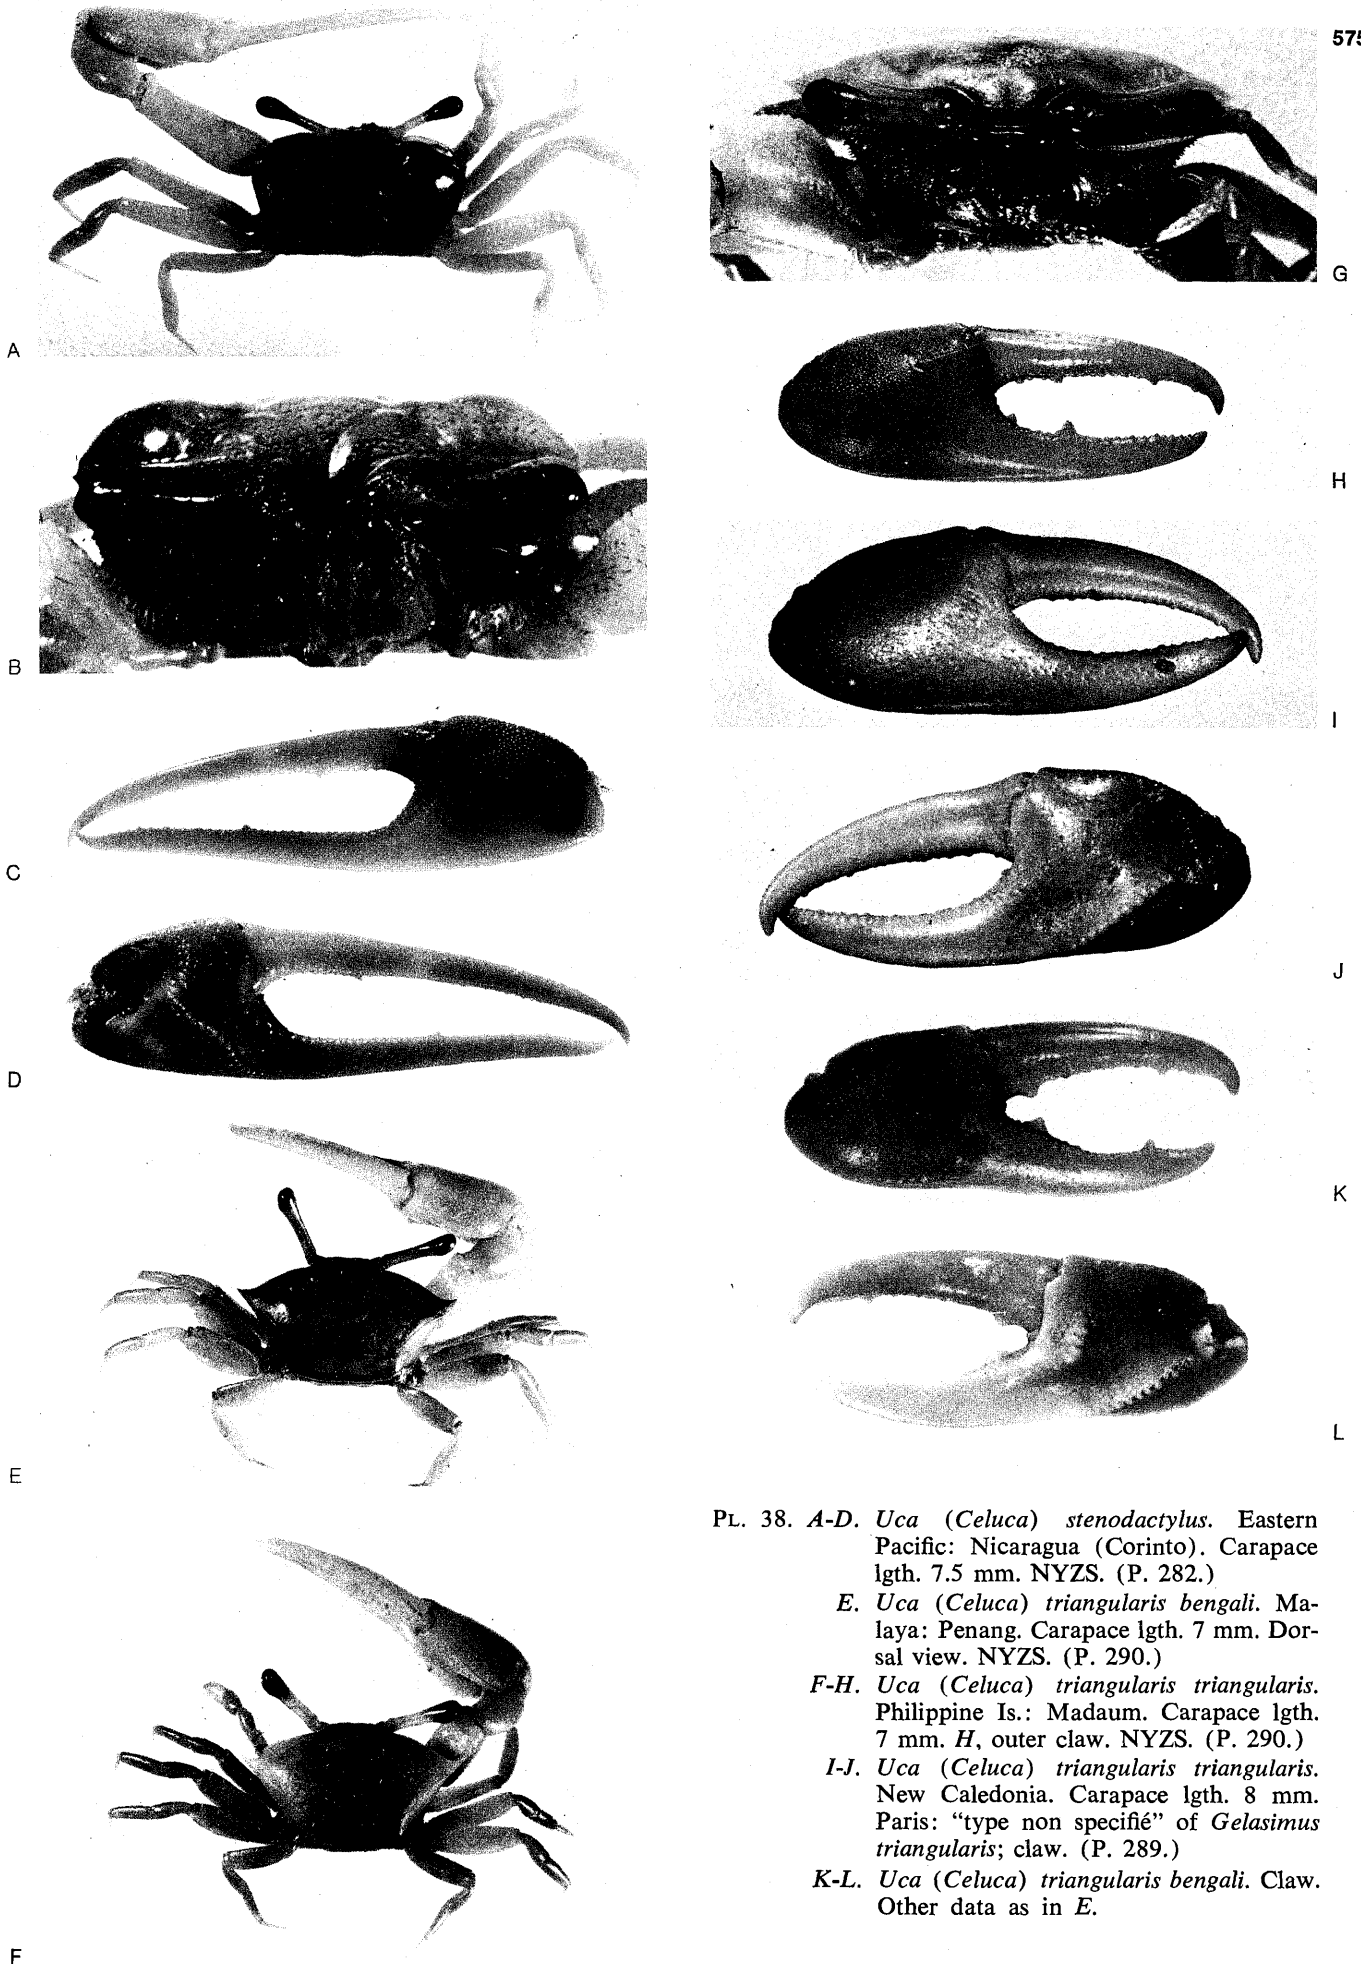 575
A
B
C
D
E
F
G
H
I
J
K
L
PL. 38. A-D. Uca (Celuca) stenodactylus. Eastern
Pacific: Nicaragua (Corinto). Carapace
lgth. 7.5 mm. NYZS. (P. 282.)
E. Uca (Celuca) triangularis bengali. Ma-
laya: Penang. Carapace lgth. 7 mm. Dor-
sal view. NYZS. (P. 290.)
F-H. Uca (Celuca) triangularis triangularis.
Philippine Is.: Madaum. Carapace lgth.
7 mm. H, outer claw. NYZS. (P. 290.)
I-J. Uca (Celuca) triangularis triangularis.
New Caledonia. Carapace lgth. 8 mm.
Paris: “type non specifié” of Gelasimus
triangularis; claw. (P. 289.)
K-L. Uca (Celuca) triangularis bengali. Claw.
Other data as in E.